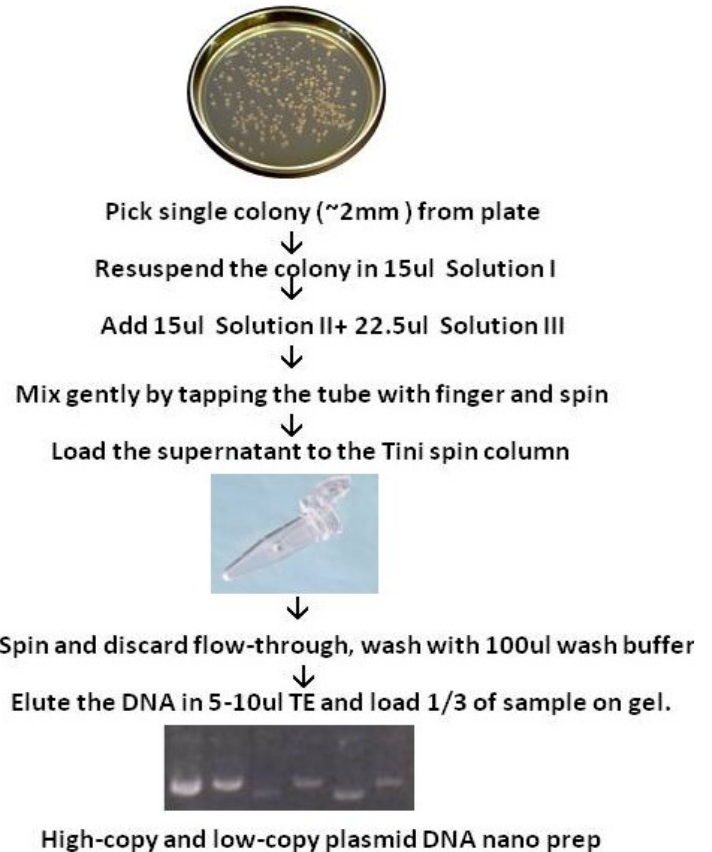 Pick single colony (~2mm ) from plate
Resuspend the colony in 15ul Solution I
Add 15ul Solution II+ 22.5ul Solution III
Mix gently by tapping the tube with finger and spin
Load the supernatant to the Tini spin column
Spin and discard flow-through, wash with 100ul wash buffer
Elute the DNA in 5-10ul TE and load 1/3 of sample on gel.
High-copy and low-copy plasmid DNA nano prep